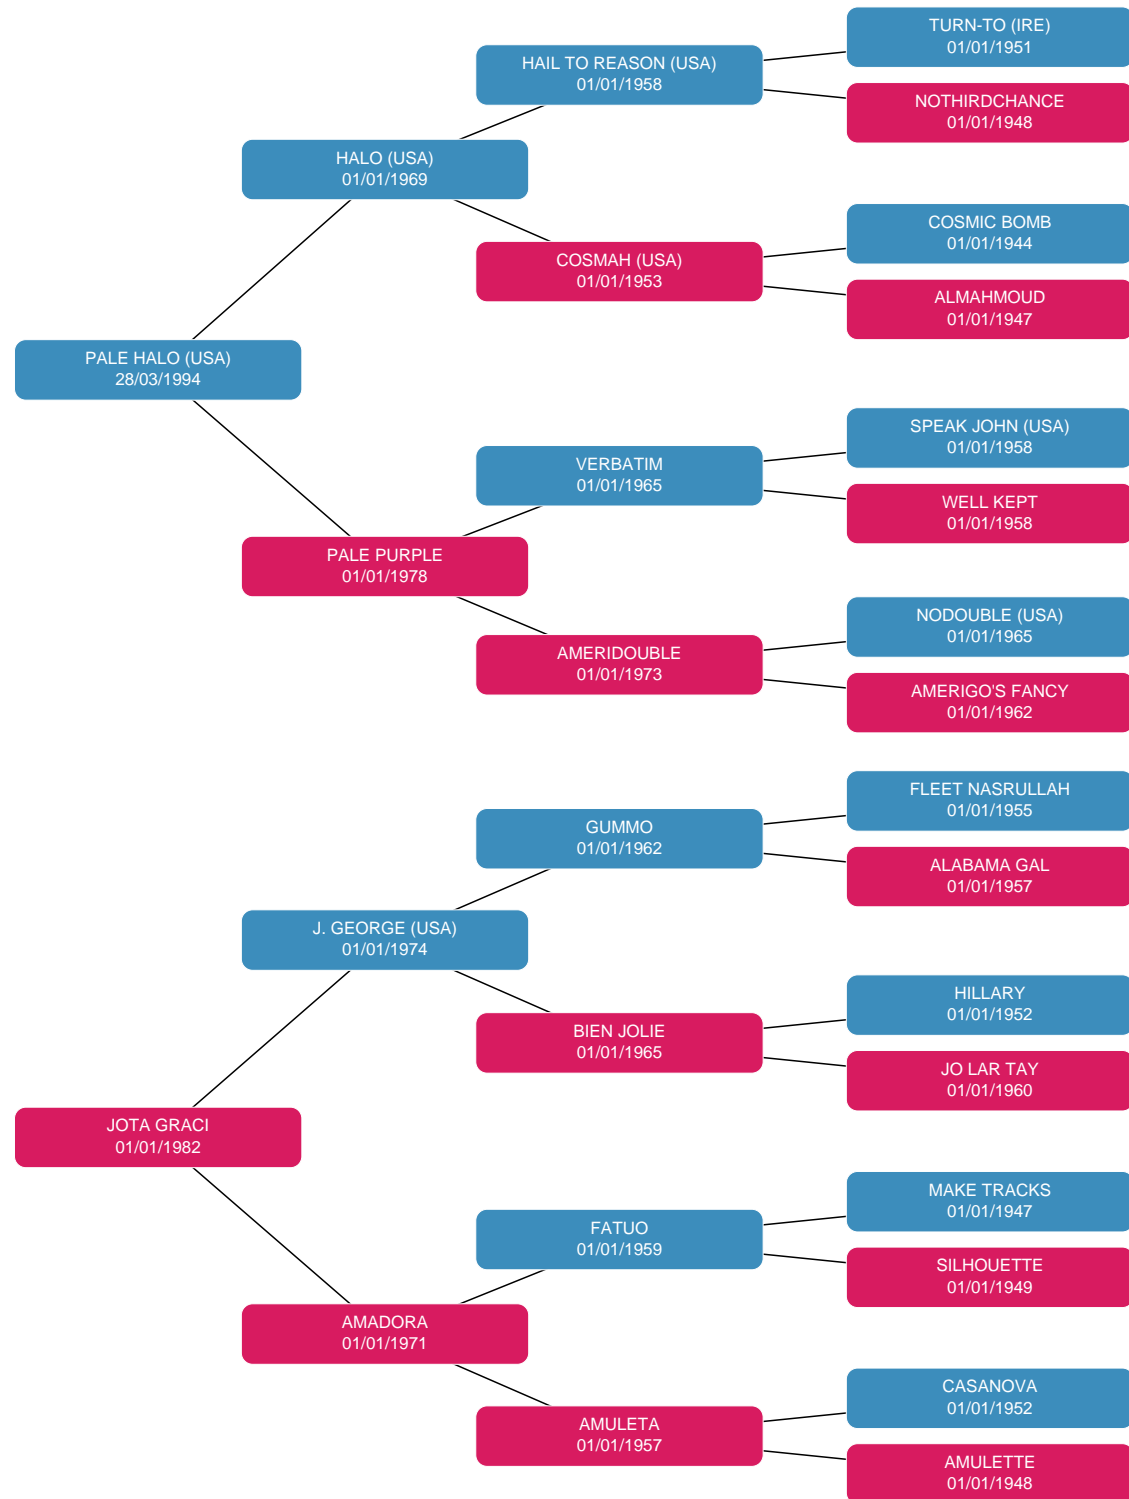 TURN-TO (IRE)
01/01/1951
HAIL TO REASON (USA)
01/01/1958
NOTHIRDCHANCE
01/01/1948
HALO (USA)
01/01/1969
COSMIC BOMB
01/01/1944
COSMAH (USA)
01/01/1953
ALMAHMOUD
01/01/1947
PALE HALO (USA)
28/03/1994
SPEAK JOHN (USA)
01/01/1958
VERBATIM
01/01/1965
WELL KEPT
01/01/1958
PALE PURPLE
01/01/1978
NODOUBLE (USA)
01/01/1965
AMERIDOUBLE
01/01/1973
AMERIGO'S FANCY
01/01/1962
FLEET NASRULLAH
01/01/1955
GUMMO
01/01/1962
ALABAMA GAL
01/01/1957
J. GEORGE (USA)
01/01/1974
HILLARY
01/01/1952
BIEN JOLIE
01/01/1965
JO LAR TAY
01/01/1960
JOTA GRACI
01/01/1982
MAKE TRACKS
01/01/1947
FATUO
01/01/1959
SILHOUETTE
01/01/1949
AMADORA
01/01/1971
CASANOVA
01/01/1952
AMULETA
01/01/1957
AMULETTE
01/01/1948